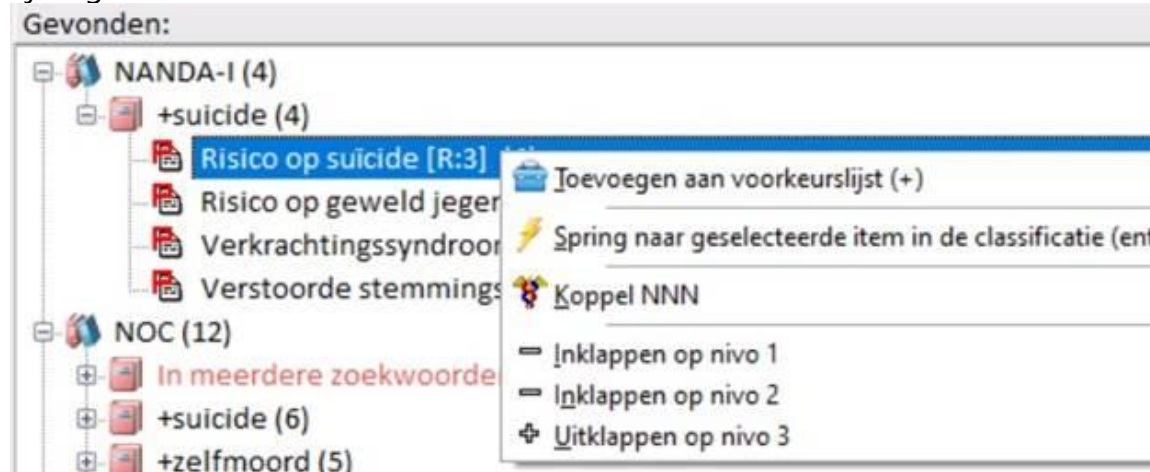 Gevonden:
NANDA-I (4)
+suicide (4)
Risico op suïcide [R:3]
Toevoegen aan voorkeurslijst (+)
Risico op geweld jeger
Spring naar geselecteerde item in de classificatie (ent
Verkrachtingssyndroor
Verstoorde stemmings
Koppel NNN
NOC (12)
Inklappen op nivo 1
In meerdere zoekwoorde
Inklappen op nivo 2
+suicide (6)
Uitklappen op nivo 3
+zelfmoord (5)